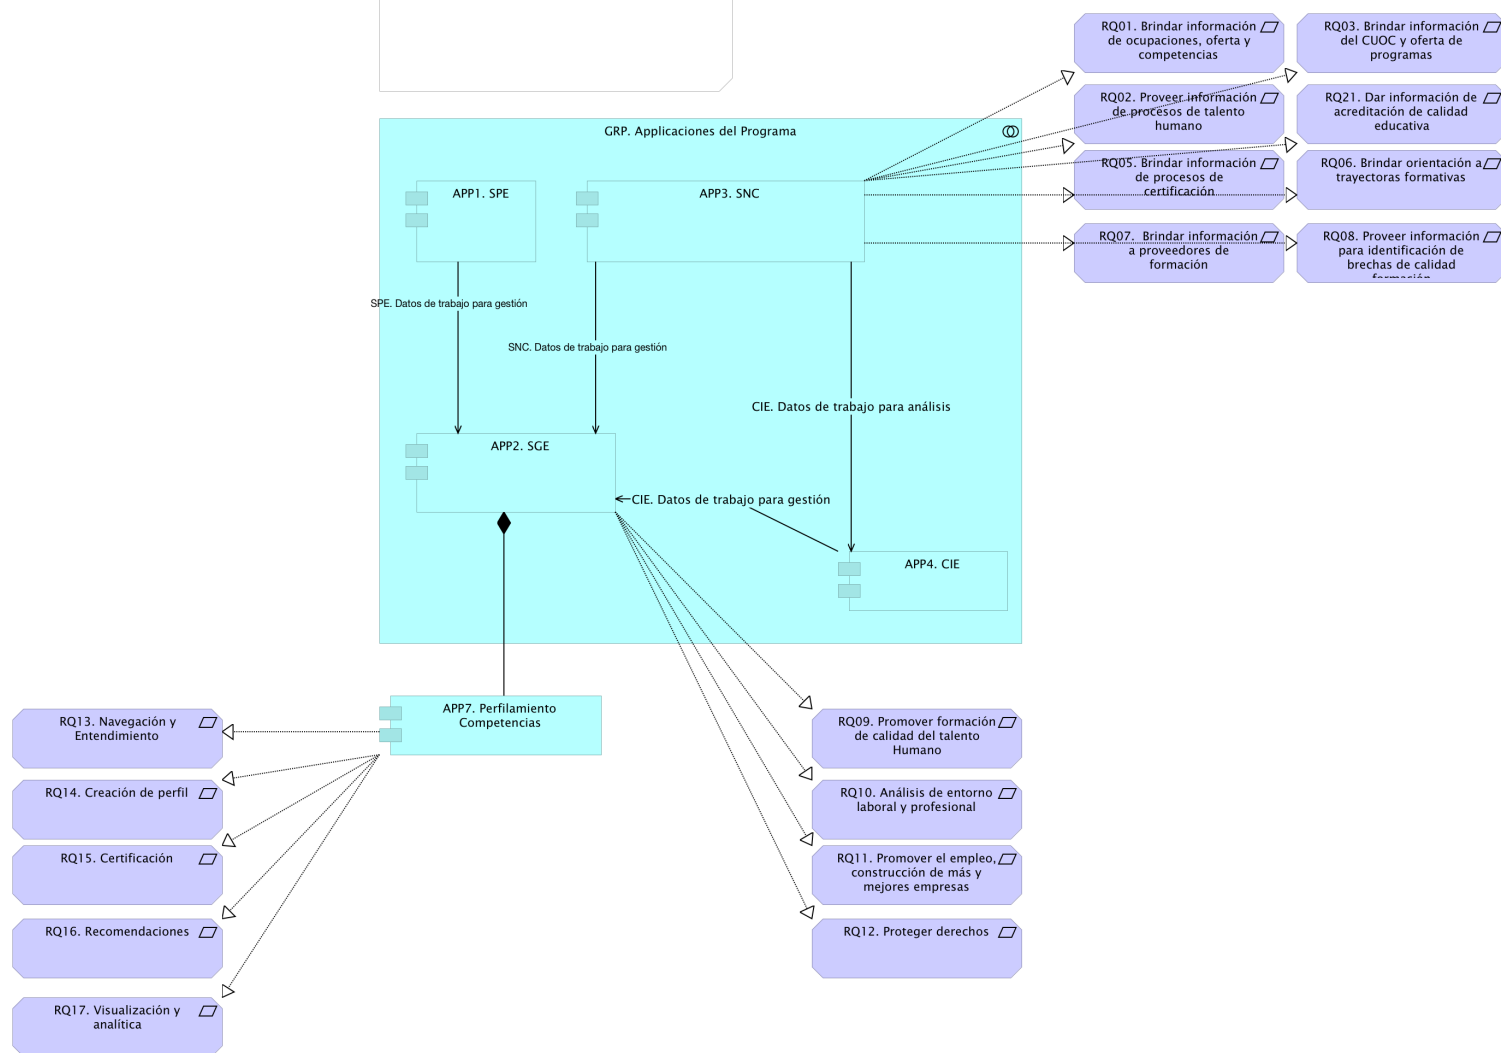 RQ01. Brindar información
de ocupaciones, oferta y
competencias
RQ03. Brindar información
del CUOC y oferta de
programas
RQ02. Proveer información
de procesos de talento
humano
RQ21. Dar información de
acreditación de calidad
educativa
RQ05. Brindar información
de procesos de
certificación
RQ06. Brindar orientación a
trayectoras formativas
RQ07.  Brindar información
a proveedores de
formación
RQ08. Proveer información
para identificación de
brechas de calidad
formación
GRP. Applicaciones del Programa
APP1. SPE
APP3. SNC
SPE. Datos de trabajo para gestión
SNC. Datos de trabajo para gestión
CIE. Datos de trabajo para análisis
APP2. SGE
CIE. Datos de trabajo para gestión
APP4. CIE
APP7. Perfilamiento
Competencias
RQ13. Navegación y
Entendimiento
RQ14. Creación de perfil
RQ15. Certificación
RQ16. Recomendaciones
RQ17. Visualización y
analítica
RQ09. Promover formación
de calidad del talento
Humano
RQ10. Análisis de entorno
laboral y profesional
RQ11. Promover el empleo,
construcción de más y
mejores empresas
RQ12. Proteger derechos